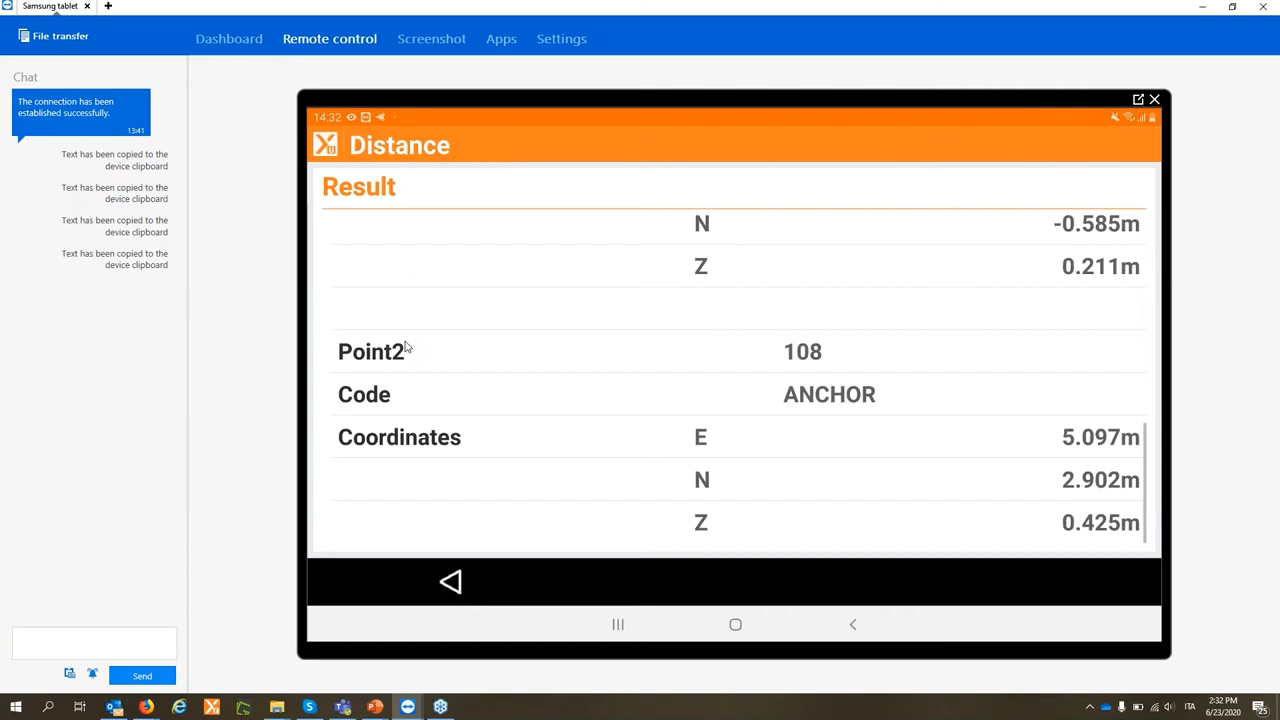 Samsung tablet
File transfer
Dashboard
Remote control
Screenshot
Apps
Settings
Chat
The connection has been
established successfully.
13:41
Text has been copied to the
device clipboard
Text has been copied to the
device clipboard
Text has been copied to the
device clipboard
Text has been copied to the
device clipboard
Send
14:32
Distance
Result
N -0.585m
Z 0.211m
Point2 108
Code ANCHOR
Coordinates E 5.097m
N 2.902m
Z 0.425m
ITA
2:32 PM
6/23/2020
25